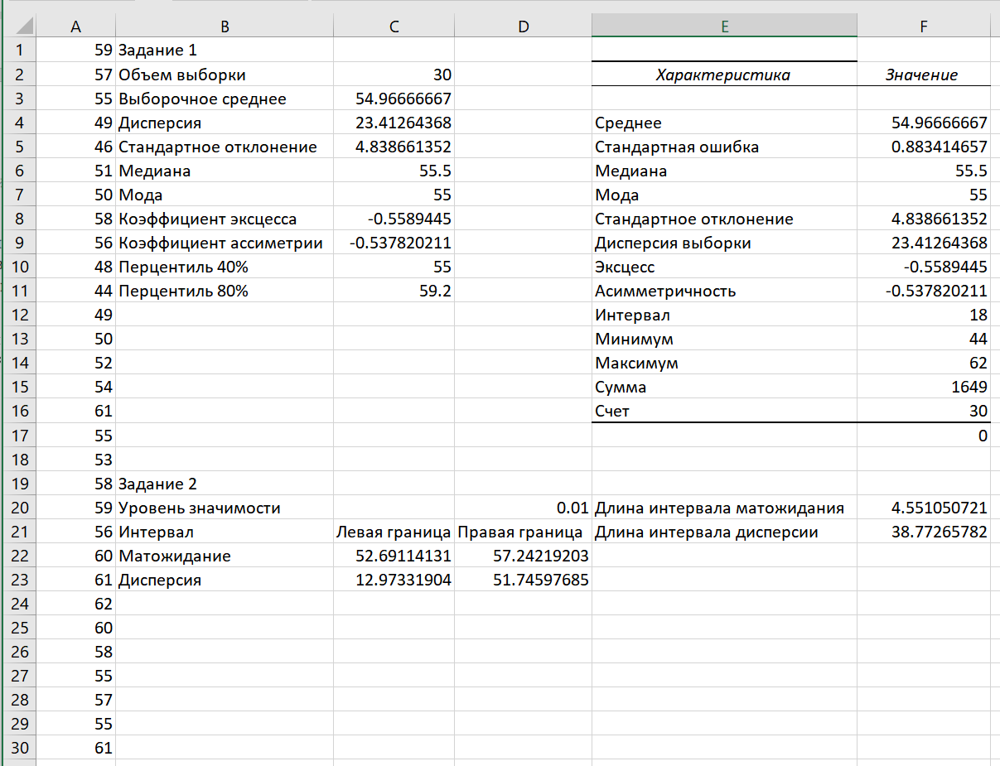 A B C D E F
1 59 Задание 1
2 57 Объем выборки 30 Характеристика Значение
3 55 Выборочное среднее 54.96666667
4 49 Дисперсия 23.41264368 Среднее 54.96666667
5 46 Стандартное отклонение 4.838661352 Стандартная ошибка 0.883414657
6 51 Медиана 55.5 Медиана 55.5
7 50 Мода 55 Мода 55
8 58 Коэффициент эксцесса -0.5589445 Стандартное отклонение 4.838661352
9 56 Коэффициент ассиметрии -0.537820211 Дисперсия выборки 23.41264368
10 48 Перцентиль 40% 55 Эксцесс -0.5589445
11 44 Перцентиль 80% 59.2 Асимметричность -0.537820211
12 49 Интервал 18
13 50 Минимум 44
14 52 Максимум 62
15 54 Сумма 1649
16 61 Счет 30
17 55 0
18 53
19 58 Задание 2
20 59 Уровень значимости 0.01 Длина интервала матожидания 4.551050721
21 56 Интервал Левая граница Правая граница Длина интервала дисперсии 38.77265782
22 60 Матожидание 52.69114131 57.24219203
23 61 Дисперсия 12.97331904 51.74597685
24 62
25 60
26 58
27 55
28 57
29 55
30 61